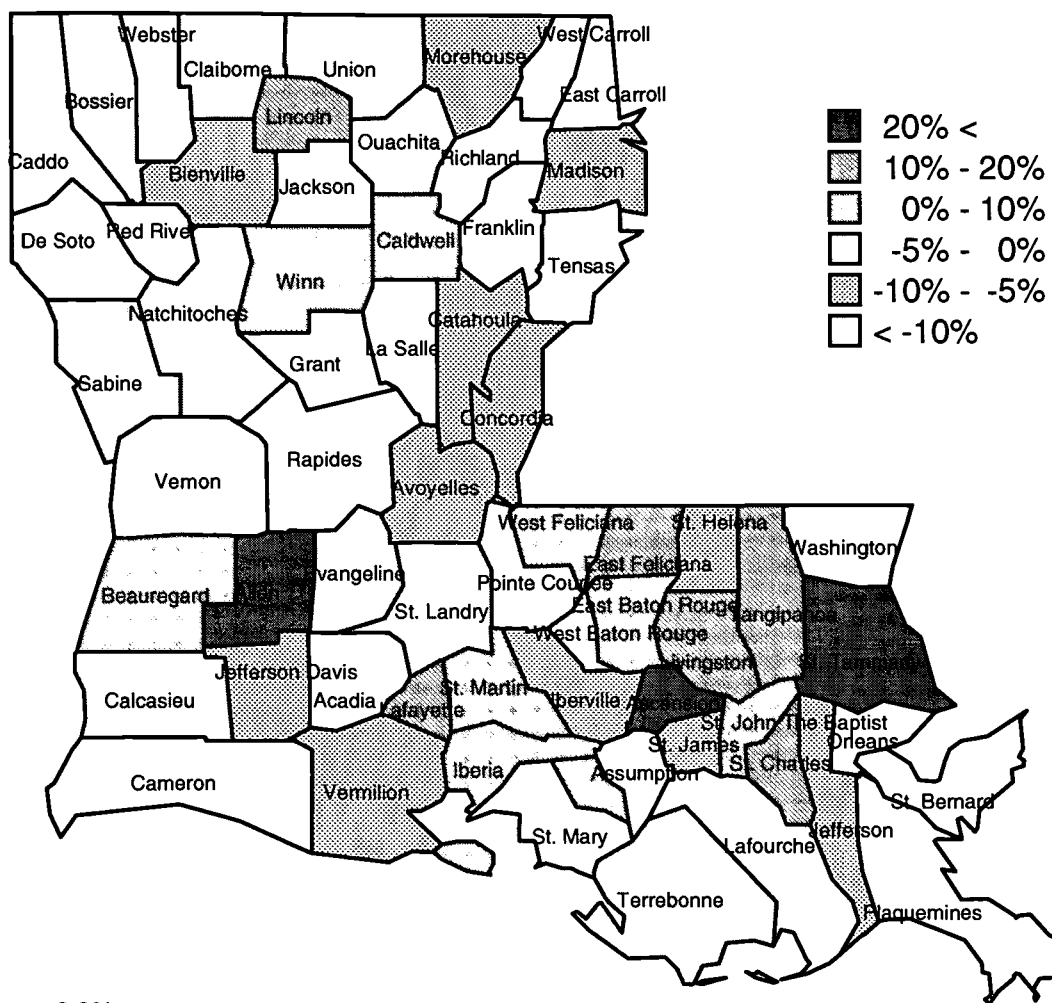 Webster
West Carroll
Claiborne
Union
Morehouse
Bossier
East Carroll
Lincoln
Ouachita
Richland
Caddo
Bienville
Jackson
Madison
De Soto
Red Rive
Caldwell
Franklin
Winn
Tensas
Natchitoches
Catahoula
La Salle
Grant
Sabine
Concordia
Rapides
Vernon
Avoyelles
West Feliciana
St. Helena
Washington
East Feliciana
Evangeline
Pointe Coupee
Beauregard
Allen
St. Landry
East Baton Rouge
Tangipahoa
West Baton Rouge
Livingston
St. Tammany
Jefferson Davis
St. Martin
Calcasieu
Acadia
Lafayette
Iberville
Ascension
St. John The Baptist
St. James
Orleans
St. Charles
Iberia
Assumption
Cameron
Vermilion
St. Bernard
St. Mary
Jefferson
Lafourche
Terrebonne
Plaquemines
20% <
10% - 20%
0% - 10%
-5% - 0%
-10% - -5%
< -10%